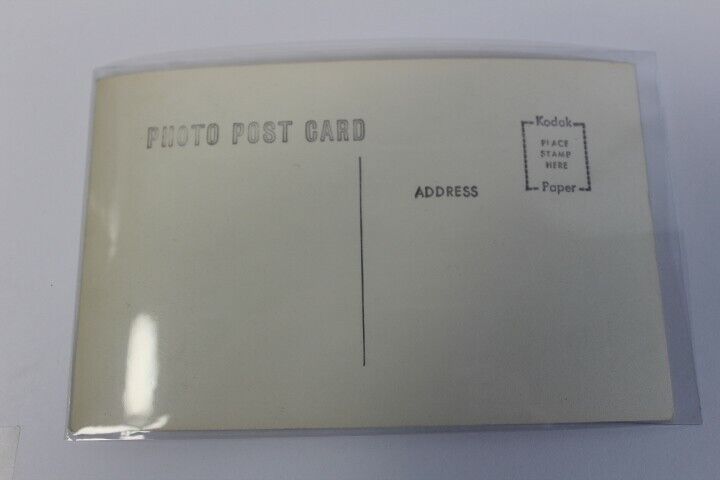 PHOTO POST CARD
Kodak
PLACE
STAMP
HERE
Paper
ADDRESS